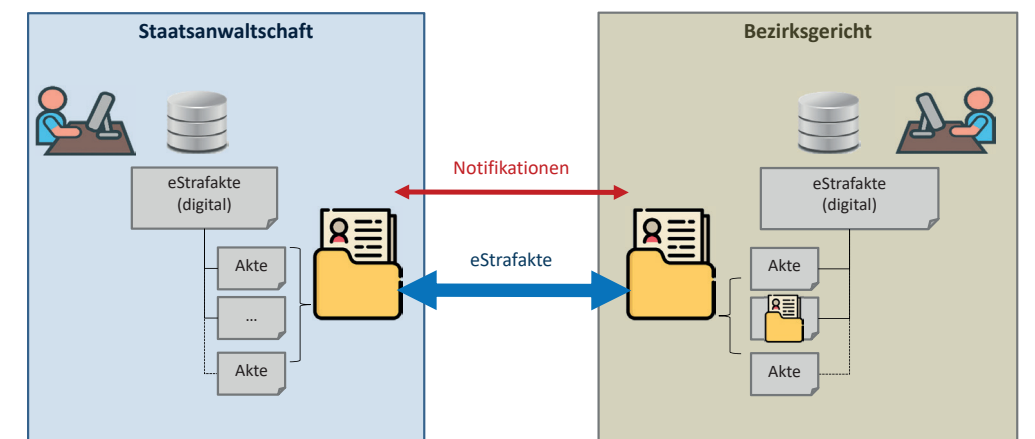 Staatsanwaltschaft
Bezirksgericht
eStrafakte
(digital)
Akte
...
Akte
Notifikationen
eStrafakte
eStrafakte
(digital)
Akte
Akte